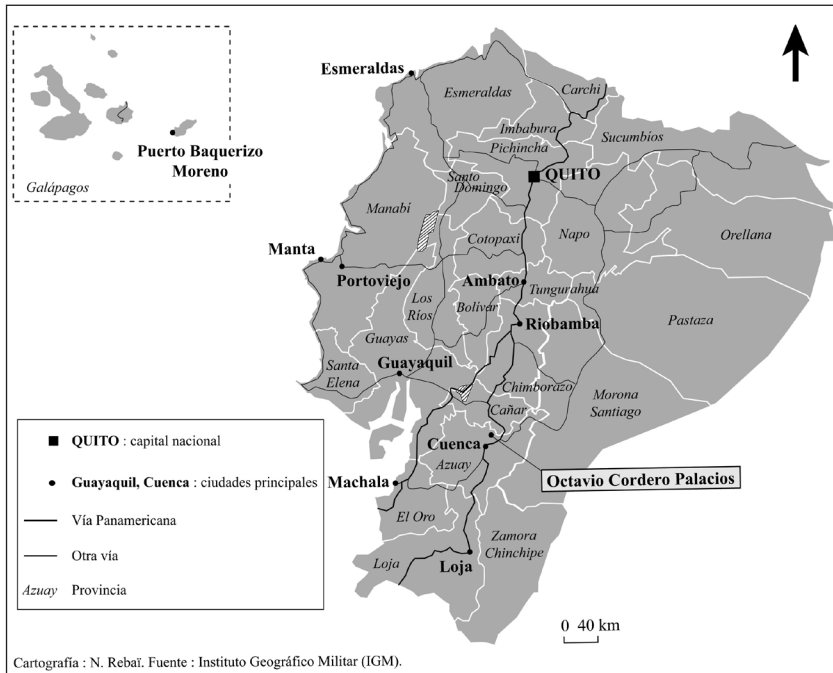 Puerto Baquerizo
Moreno
Galápagos
Esmeraldas
Esmeraldas
Carchi
Imbabura
Pichincha
Sucumbíos
Santo
Domingo
QUITO
Manabí
Cotopaxi
Napo
Orellana
Manta
Portoviejo
Ambato
Tungurahua
Los
Ríos
Bolívar
Riobamba
Pastaza
Guayas
Santa
Elena
Guayaquil
Chimborazo
Morona
Santiago
Cañar
Cuenca
Azuay
Octavio Cordero Palacios
Machala
El Oro
Zamora
Chinchipe
Loja
Loja
QUITO : capital nacional
Guayaquil, Cuenca : ciudades principales
Vía Panamericana
Otra vía
Azuay Provincia
0 40 km
Cartografía : N. Rebaï. Fuente : Instituto Geográfico Militar (IGM).